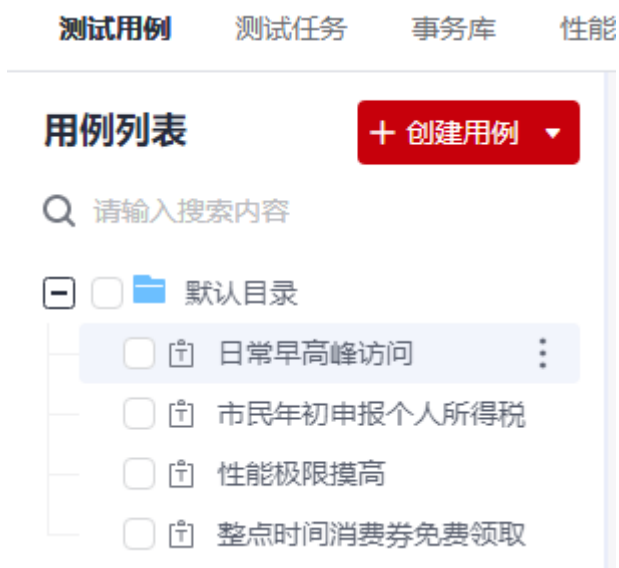 测试用例 测试任务 事务库 性能
用例列表
+ 创建用例
请输入搜索内容
默认目录
日常早高峰访问
市民年初申报个人所得税
性能极限摸高
整点时间消费券免费领取